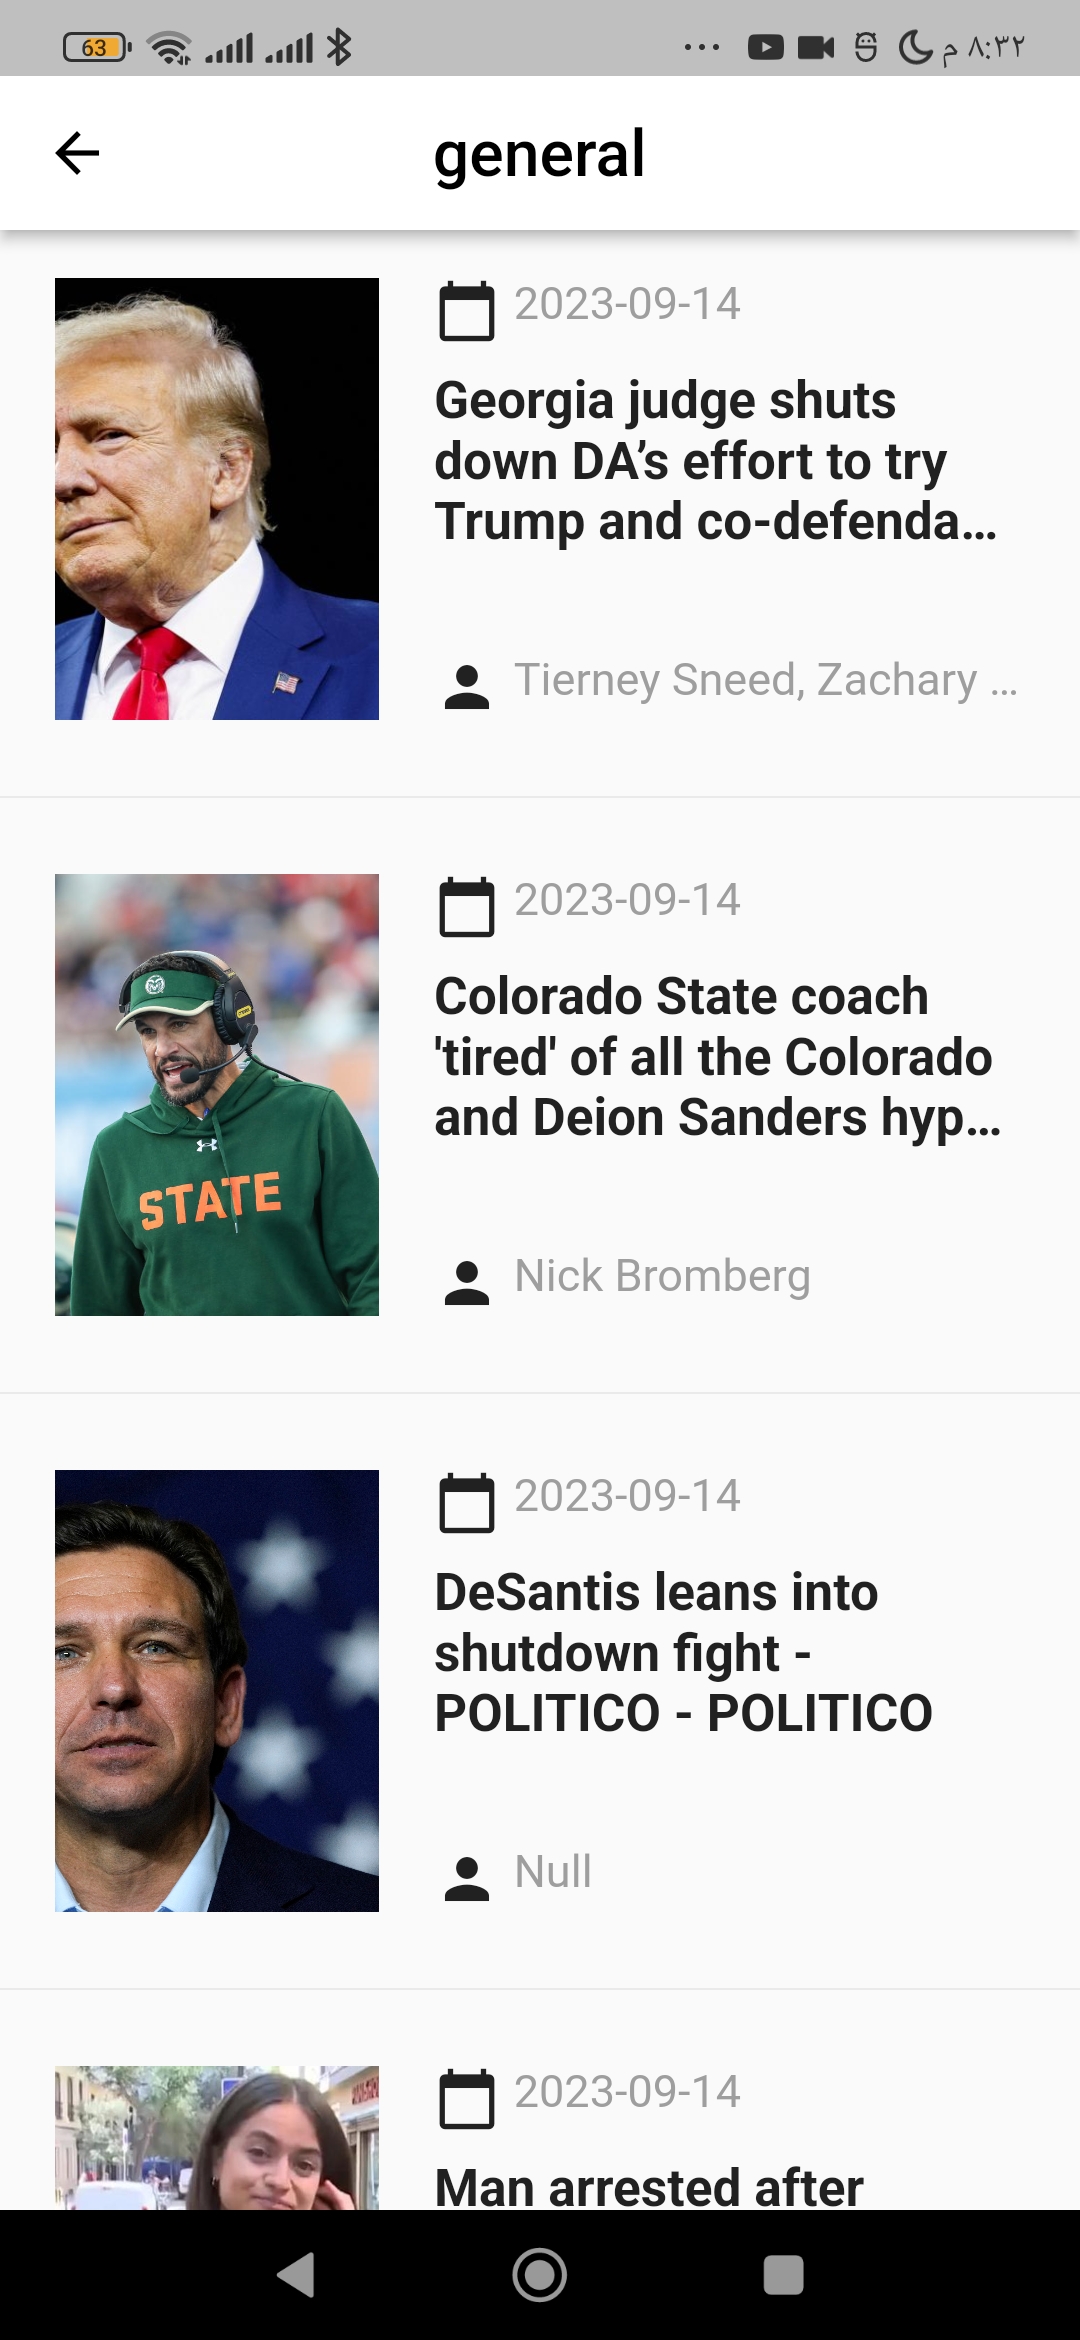 63
م ٨:٣٢
general
2023-09-14
Georgia judge shuts
down DA’s effort to try
Trump and co-defenda...
Tierney Sneed, Zachary ...
2023-09-14
Colorado State coach
'tired' of all the Colorado
and Deion Sanders hyp...
STATE
Nick Bromberg
2023-09-14
DeSantis leans into
shutdown fight -
POLITICO - POLITICO
Null
2023-09-14
Man arrested after